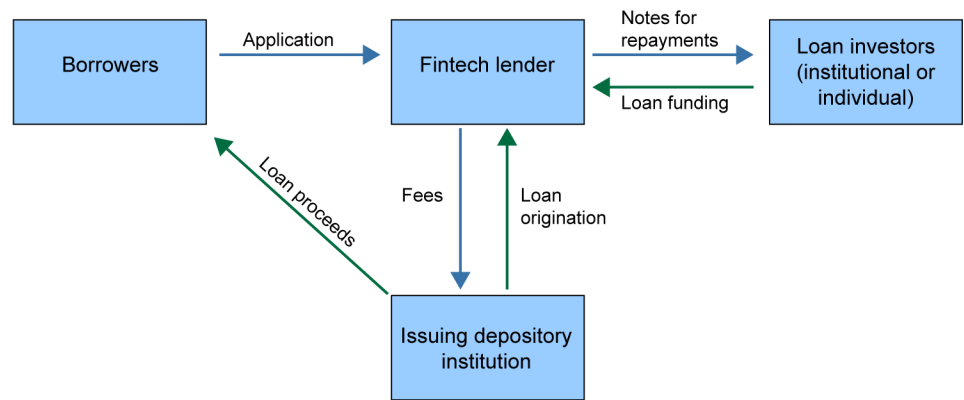 Borrowers
Application
Fintech lender
Notes for
repayments
Loan investors
(institutional or
individual)
Loan funding
Loan proceeds
Fees
Loan
origination
Issuing depository
institution